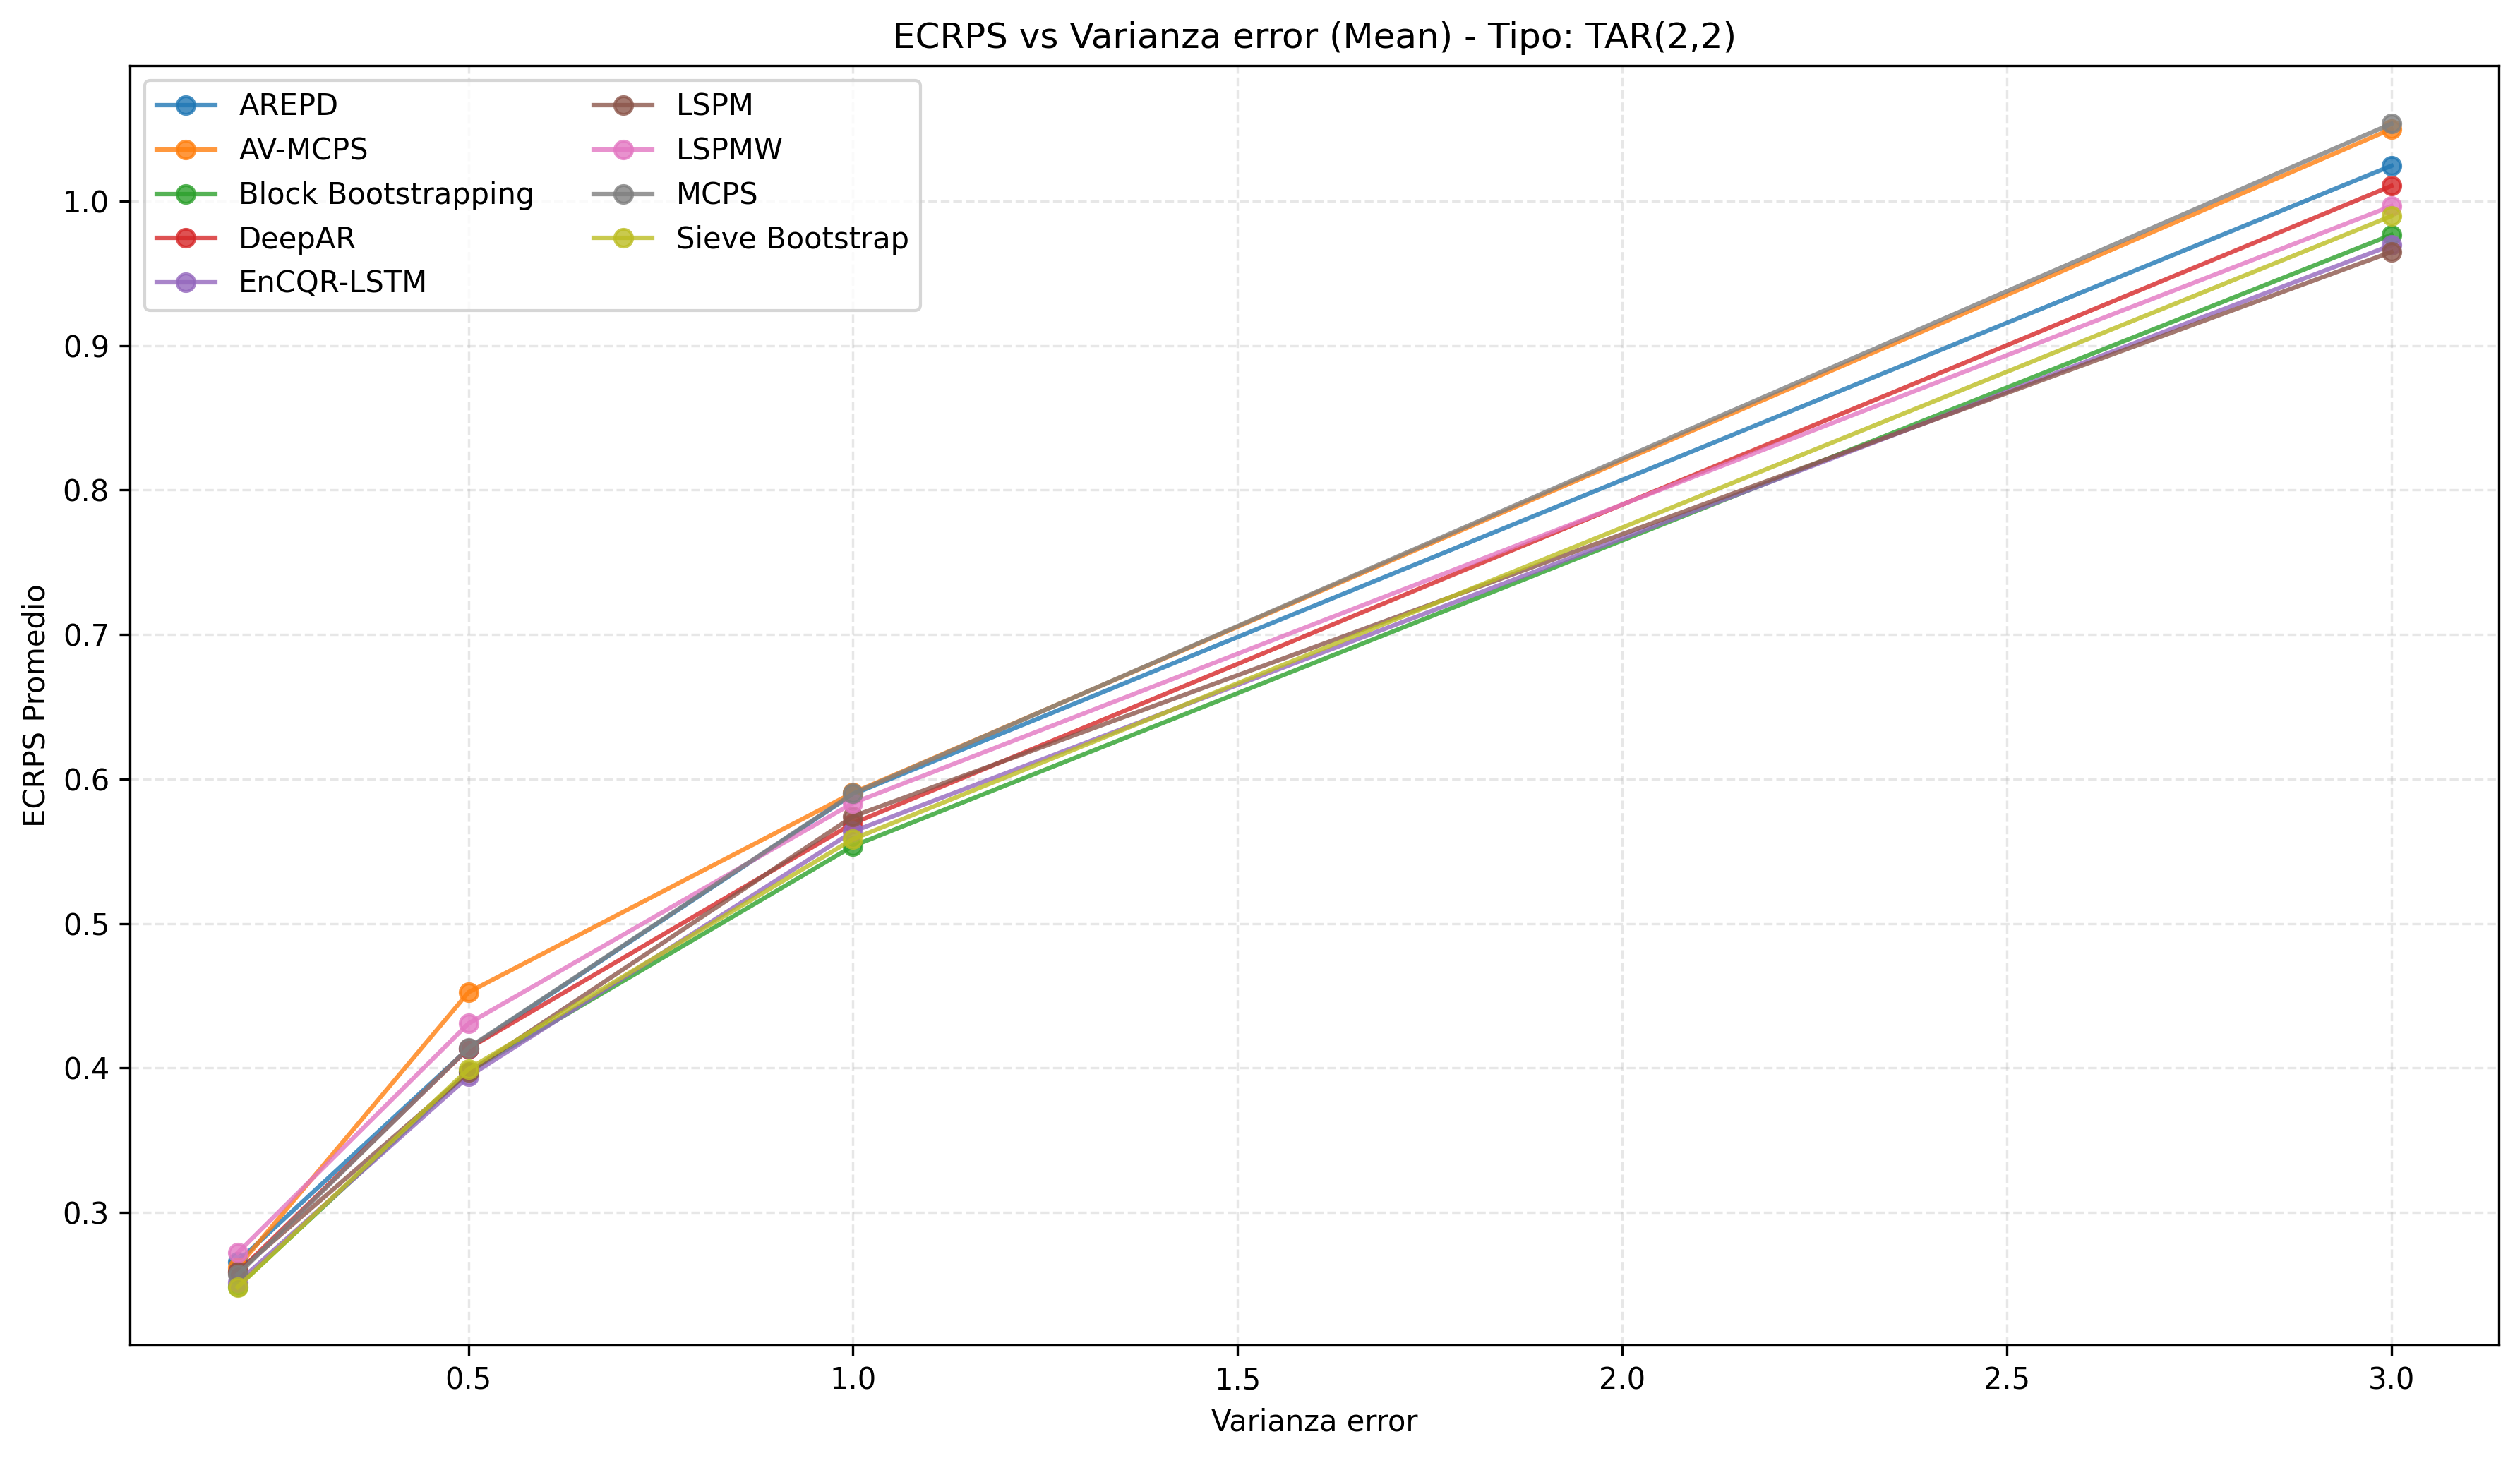 ECRPS vs Varianza error (Mean) - Tipo: TAR(2,2)
AREPD
AV-MCPS
Block Bootstrapping
DeepAR
EnCQR-LSTM
LSPM
LSPMW
MCPS
Sieve Bootstrap
ECRPS Promedio
1.0
0.9
0.8
0.7
0.6
0.5
0.4
0.3
0.5
1.0
1.5
2.0
2.5
3.0
Varianza error